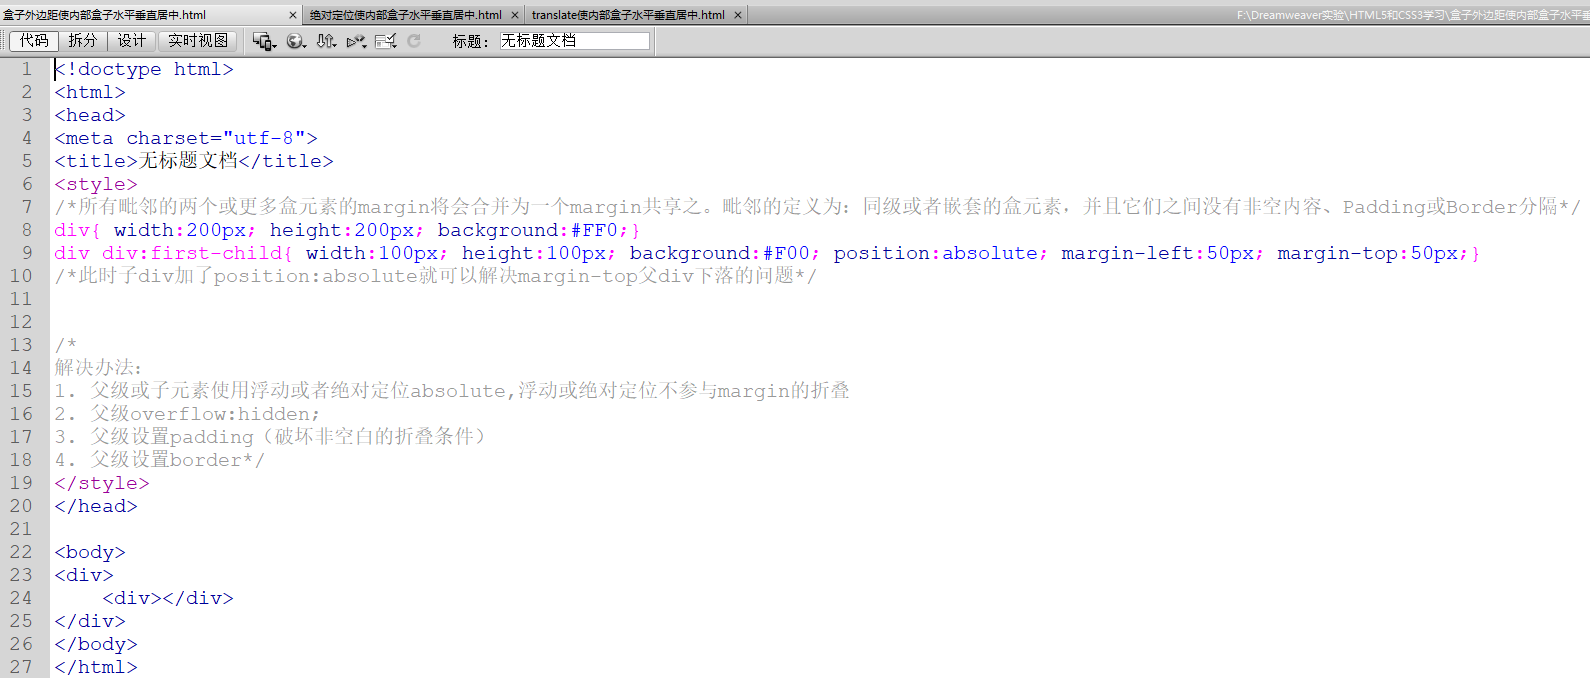 盒子外边距使内部盒子水平垂直居中.html × 绝对定位使内部盒子水平垂直居中.html × translate使内部盒子水平垂直居中.html × F:\Dreamweaver实验\HTML5和CSS3学习\盒子外边距使内部盒子水平垂
代码 拆分 设计 实时视图 标题: 无标题文档
1 <!doctype html>
2 <html>
3 <head>
4 <meta charset="utf-8">
5 <title>无标题文档</title>
6 <style>
7 /*所有毗邻的两个或更多盒元素的margin将会合并为一个margin共享之。毗邻的定义为：同级或者嵌套的盒元素，并且它们之间没有非空内容、Padding或Border分隔*/
8 div{ width:200px; height:200px; background:#FF0;}
9 div div:first-child{ width:100px; height:100px; background:#F00; position:absolute; margin-left:50px; margin-top:50px;}
10 /*此时子div加了position:absolute就可以解决margin-top父div下落的问题*/
11
12
13 /*
14 解决办法：
15 1. 父级或子元素使用浮动或者绝对定位absolute,浮动或绝对定位不参与margin的折叠
16 2. 父级overflow:hidden;
17 3. 父级设置padding（破坏非空白的折叠条件）
18 4. 父级设置border*/
19 </style>
20 </head>
21
22 <body>
23 <div>
24 <div></div>
25 </div>
26 </body>
27 </html>